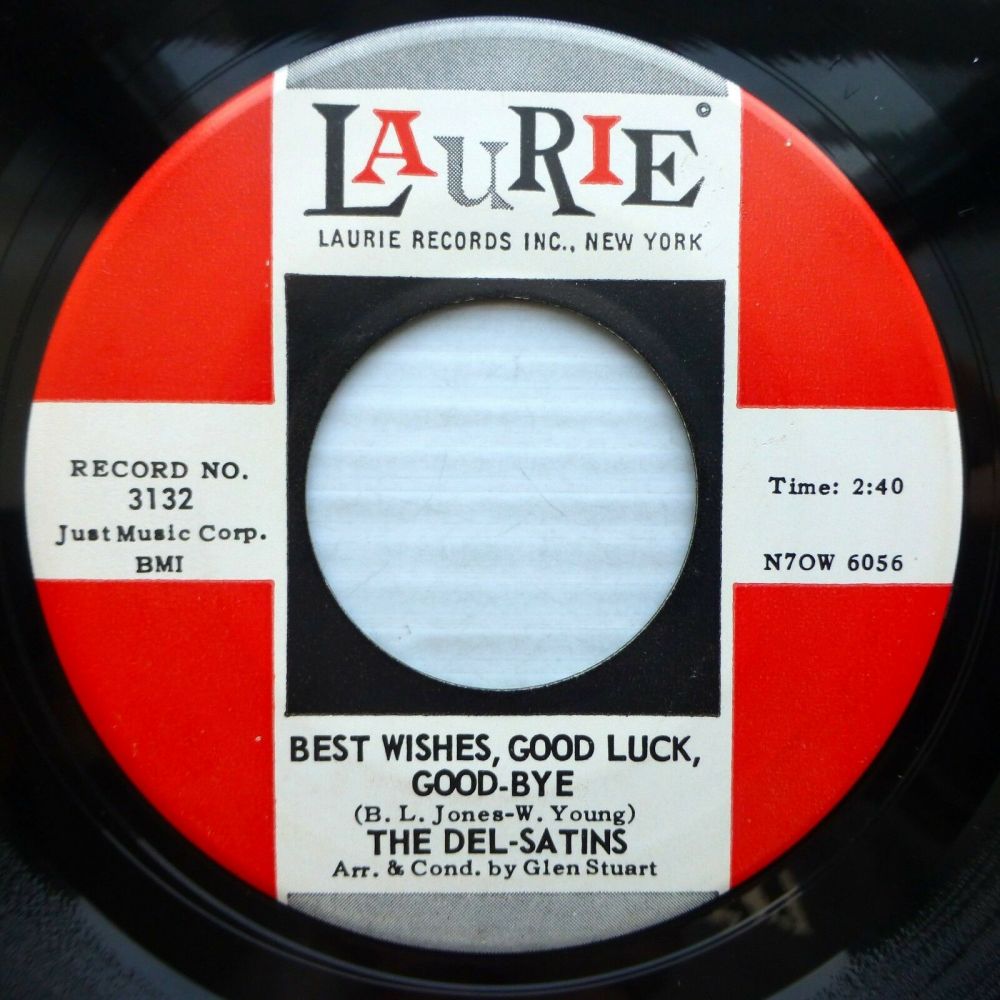 LAURIE ©
LAURIE RECORDS INC., NEW YORK
RECORD NO.
3132
Just Music Corp.
BMI
Time: 2:40
N7OW 6056
BEST WISHES, GOOD LUCK,
GOOD-BYE
(B. L. Jones-W. Young)
THE DEL-SATINS
Arr. & Cond. by Glen Stuart